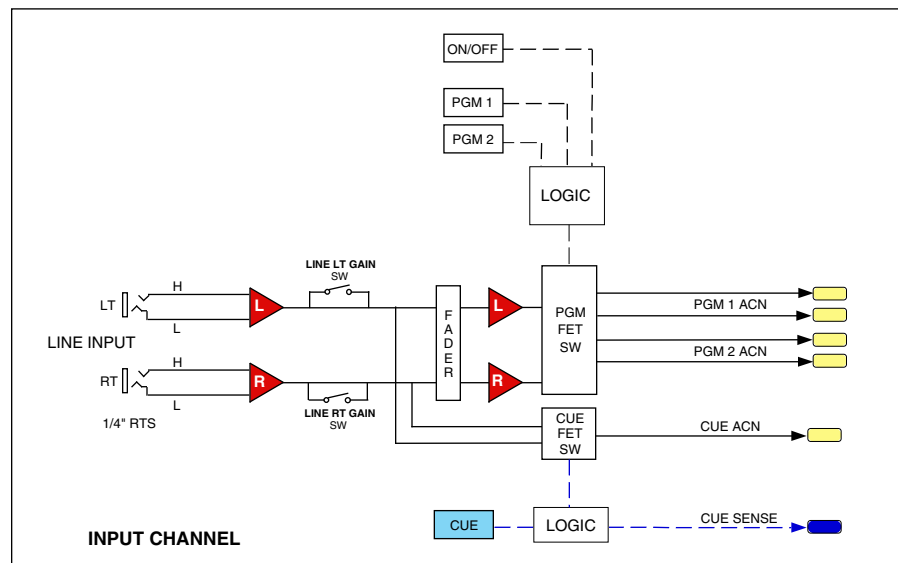 ON/OFF
PGM 1
PGM 2
LOGIC
LINE LT GAIN
SW
H
LT
L
L
L
PGM 1 ACN
F
A
D
E
R
PGM
FET
SW
LINE INPUT
PGM 2 ACN
H
RT
R
R
L
LINE RT GAIN
SW
1/4" RTS
CUE
FET
SW
CUE ACN
CUE
LOGIC
CUE SENSE
INPUT CHANNEL